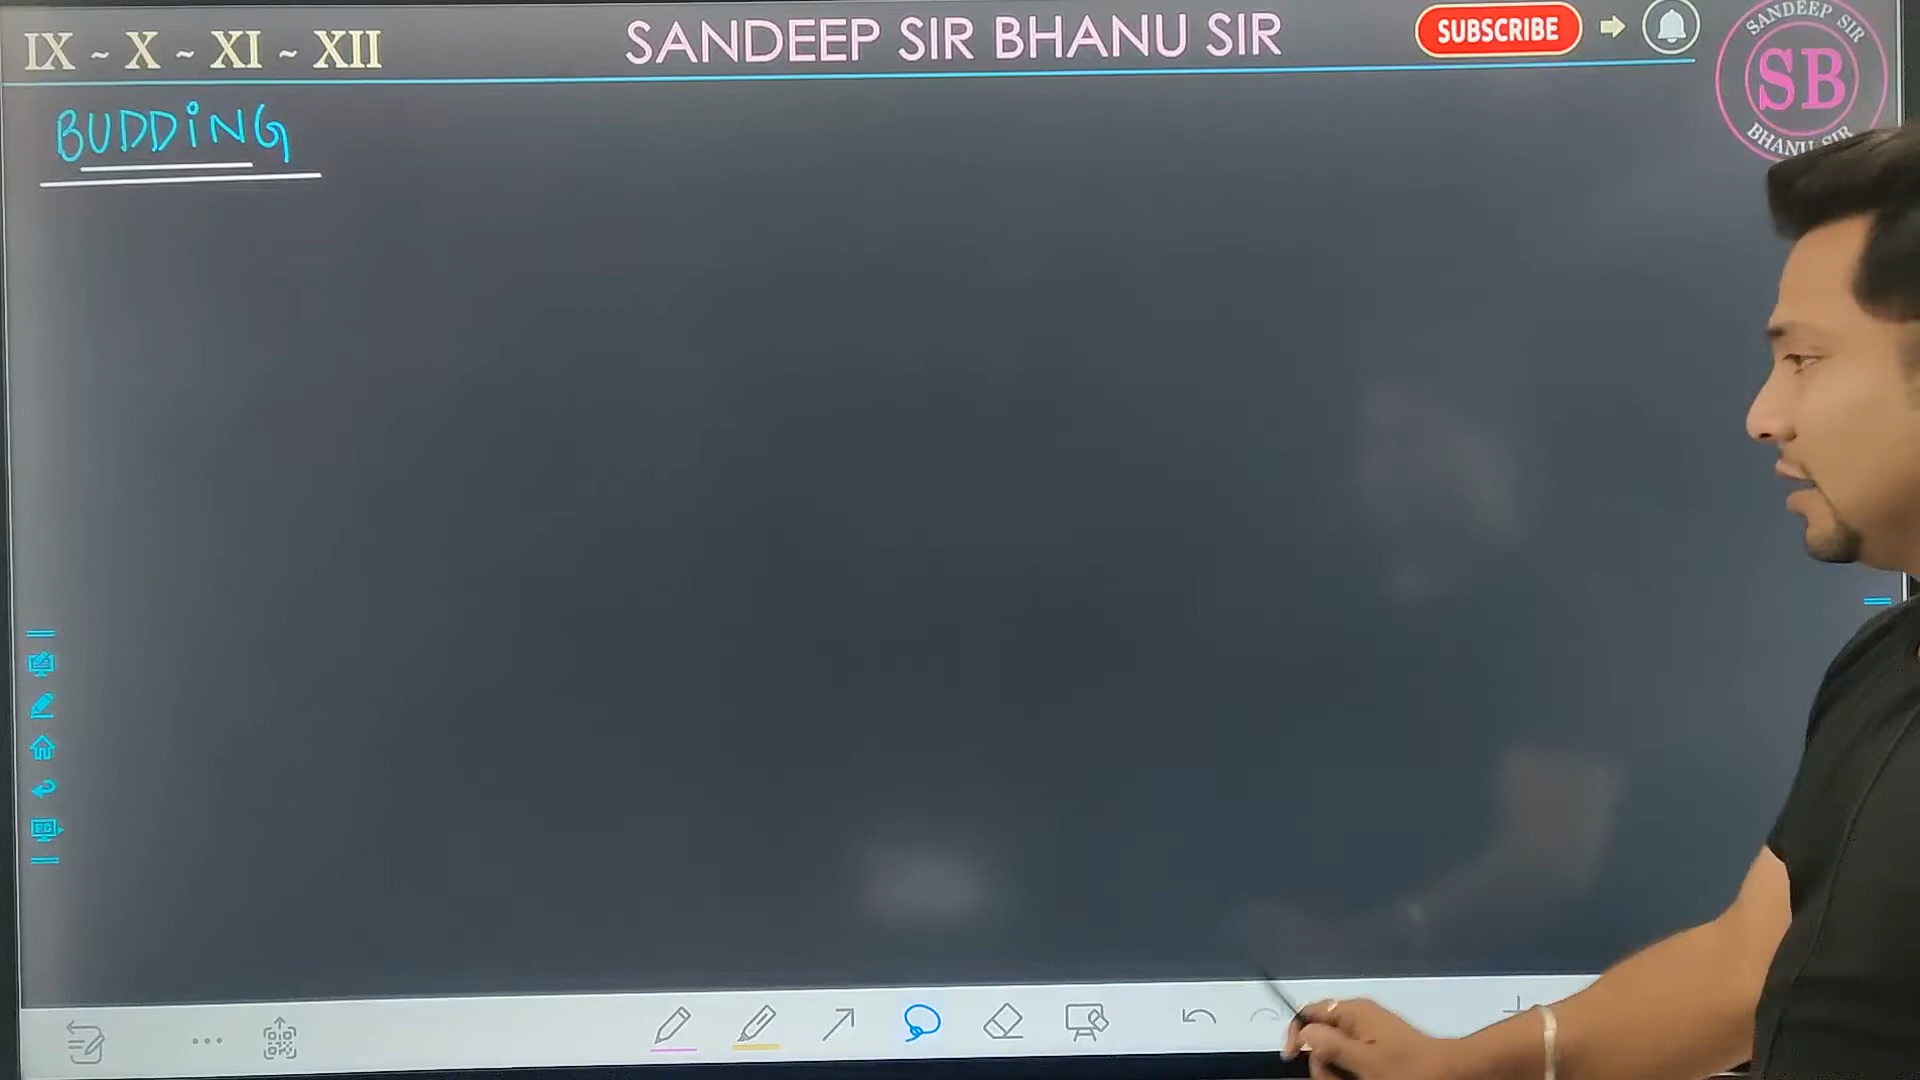 IX ~ X ~ XI ~ XII
SANDEEP SIR BHANU SIR
SUBSCRIBE
SANDEEP SIR
SB
BHANU SIR
BUDDiNG